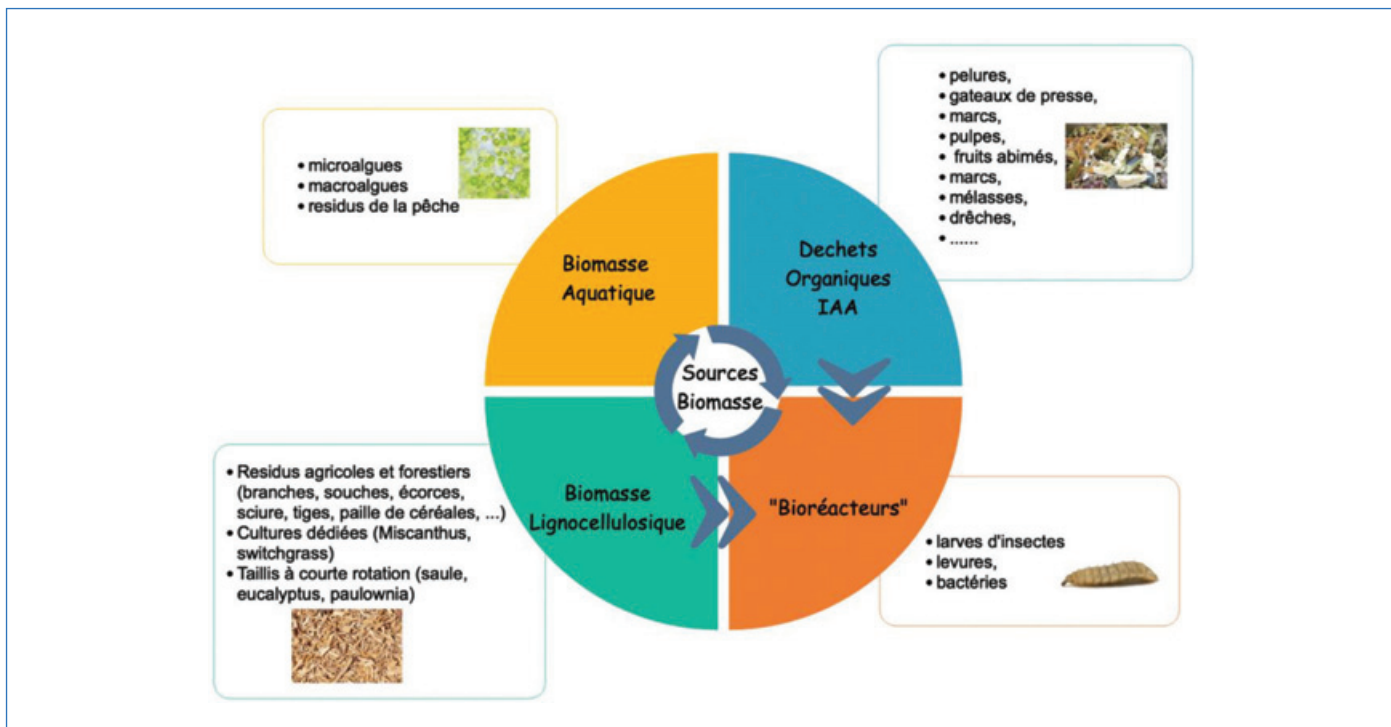 • microalgues
• macroalgues
• residus de la pêche
• pelures,
• gateaux de presse,
• marcs,
• pulpes,
• fruits abimés,
• marcs,
• mélasses,
• drêches,
• ......
Biomasse
Aquatique
Dechets
Organiques
IAA
Sources
Biomasse
Biomasse
Lignocellulosique
"Bioréacteurs"
• Residus agricoles et forestiers
(branches, souches, écorces,
sciure, tiges, paille de céréales, ...)
• Cultures dédiées (Miscanthus,
switchgrass)
• Taillis à courte rotation (saule,
eucalyptus, paulownia)
• larves d'insectes
• levures,
• bactéries